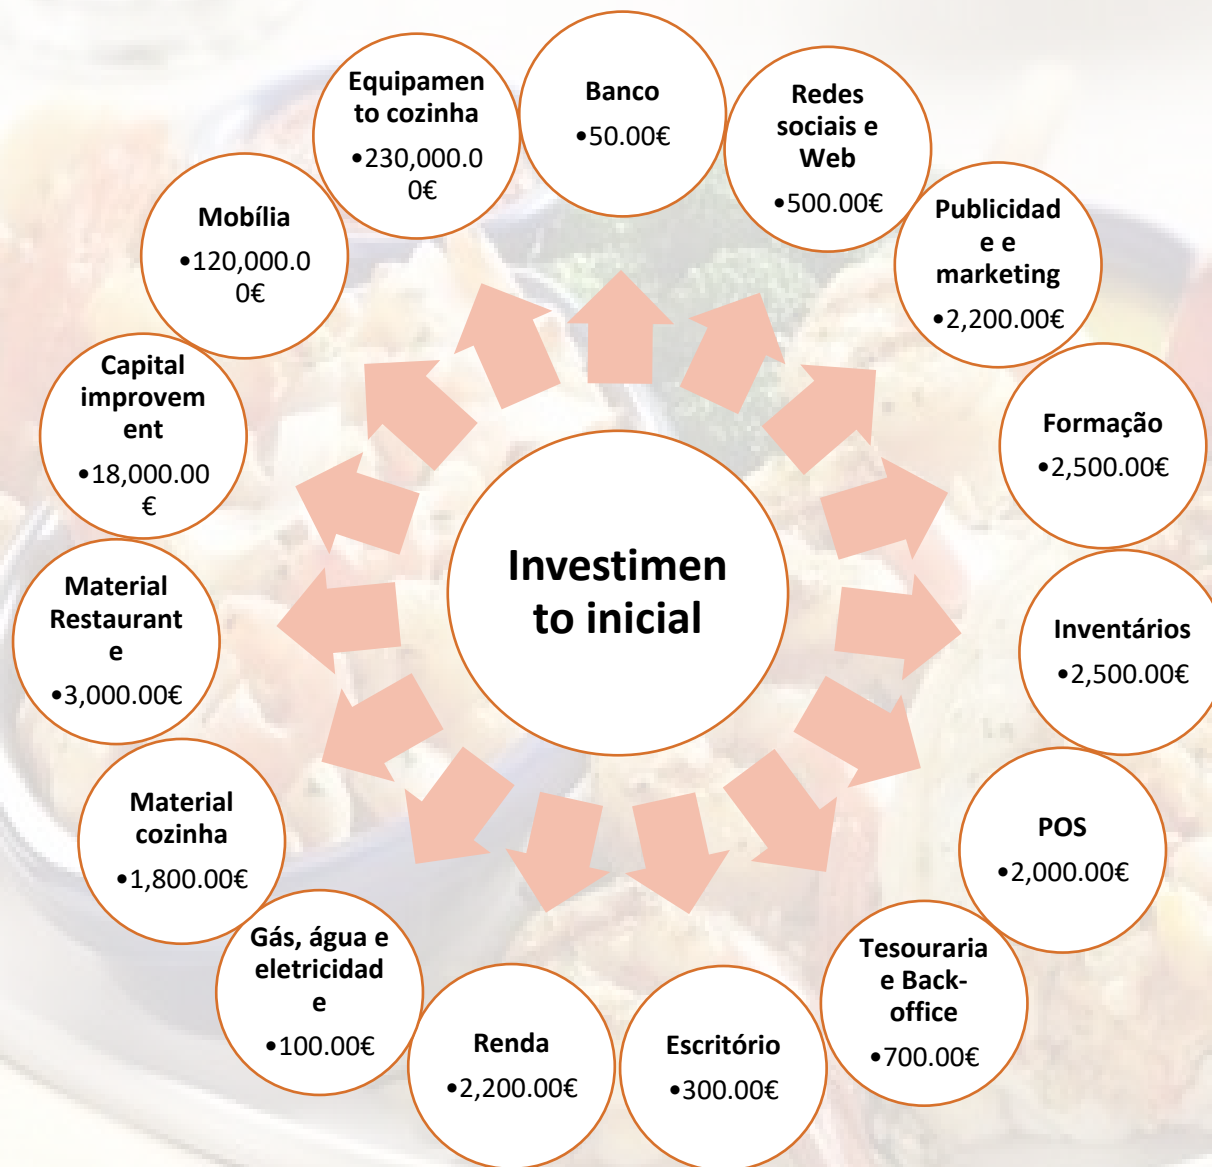 Banco
•50.00€
Redes
sociais e
Web
•500.00€
Publicidad
e e
marketing
•2,200.00€
Formação
•2,500.00€
Inventários
•2,500.00€
POS
•2,000.00€
Tesouraria
e Back-
office
•700.00€
Escritório
•300.00€
Renda
•2,200.00€
Gás, água e
eletricidad
e
•100.00€
Material
cozinha
•1,800.00€
Material
Restaurant
e
•3,000.00€
Capital
improvem
ent
•18,000.00
€
Mobília
•120,000.0
0€
Equipamen
to cozinha
•230,000.0
0€
Investimen
to inicial